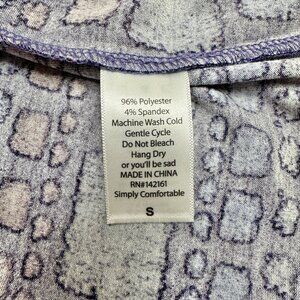 96% Polyester
4% Spandex
Machine Wash Cold
Gentle Cycle
Do Not Bleach
Hang Dry
or you'll be sad
MADE IN CHINA
RN#142161
Simply Comfortable
S